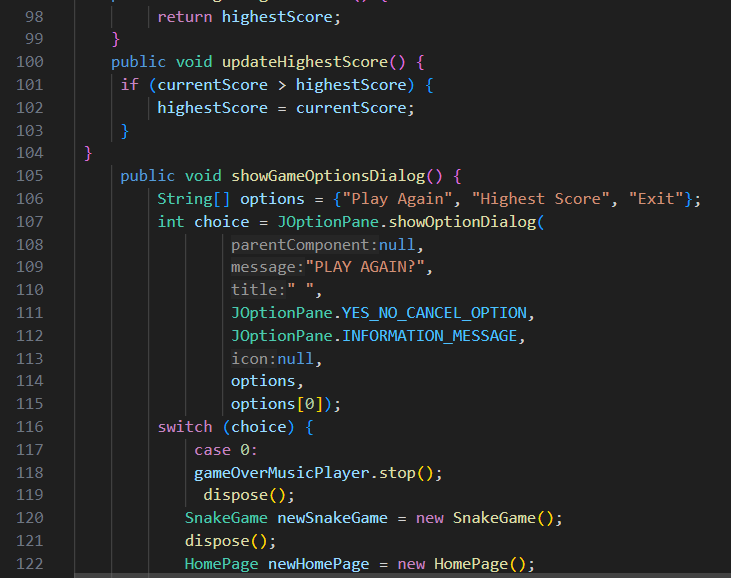 98 return highestScore;
99 }
100 public void updateHighestScore() {
101 if (currentScore > highestScore) {
102 highestScore = currentScore;
103 }
104 }
105 public void showGameOptionsDialog() {
106 String[] options = {"Play Again", "Highest Score", "Exit"};
107 int choice = JOptionPane.showOptionDialog(
108 parentComponent:null,
109 message:"PLAY AGAIN?",
110 title:" ",
111 JOptionPane.YES_NO_CANCEL_OPTION,
112 JOptionPane.INFORMATION_MESSAGE,
113 icon:null,
114 options,
115 options[0]);
116 switch (choice) {
117 case 0:
118 gameOverMusicPlayer.stop();
119 dispose();
120 SnakeGame newSnakeGame = new SnakeGame();
121 dispose();
122 HomePage newHomePage = new HomePage();